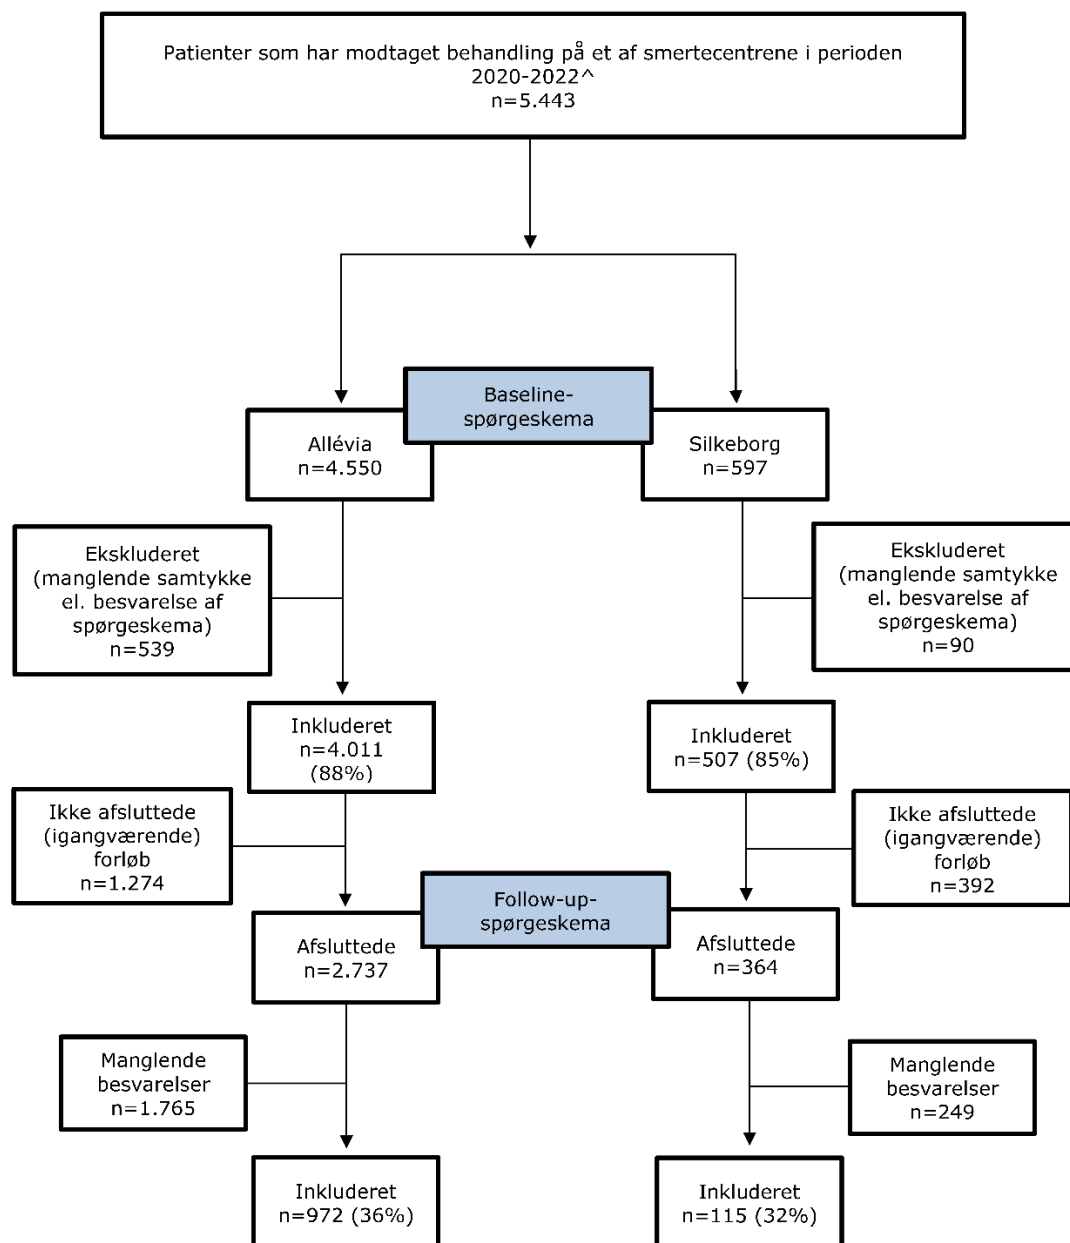 Patienter som har modtaget behandling på et af smertecentrene i perioden
2020-2022^
n=5.443
Baseline-
spørgeskema
Allévia
n=4.550
Silkeborg
n=597
Ekskluderet
(manglende samtykke
el. besvarelse af
spørgeskema)
n=539
Ekskluderet
(manglende samtykke
el. besvarelse af
spørgeskema)
n=90
Inkluderet
n=4.011
(88%)
Inkluderet
n=507 (85%)
Ikke afsluttede
(igangværende)
forløb
n=1.274
Ikke afsluttede
(igangværende)
forløb
n=392
Follow-up-
spørgeskema
Afsluttede
n=2.737
Afsluttede
n=364
Manglende
besvarelser
n=1.765
Manglende
besvarelser
n=249
Inkluderet
n=972 (36%)
Inkluderet
n=115 (32%)